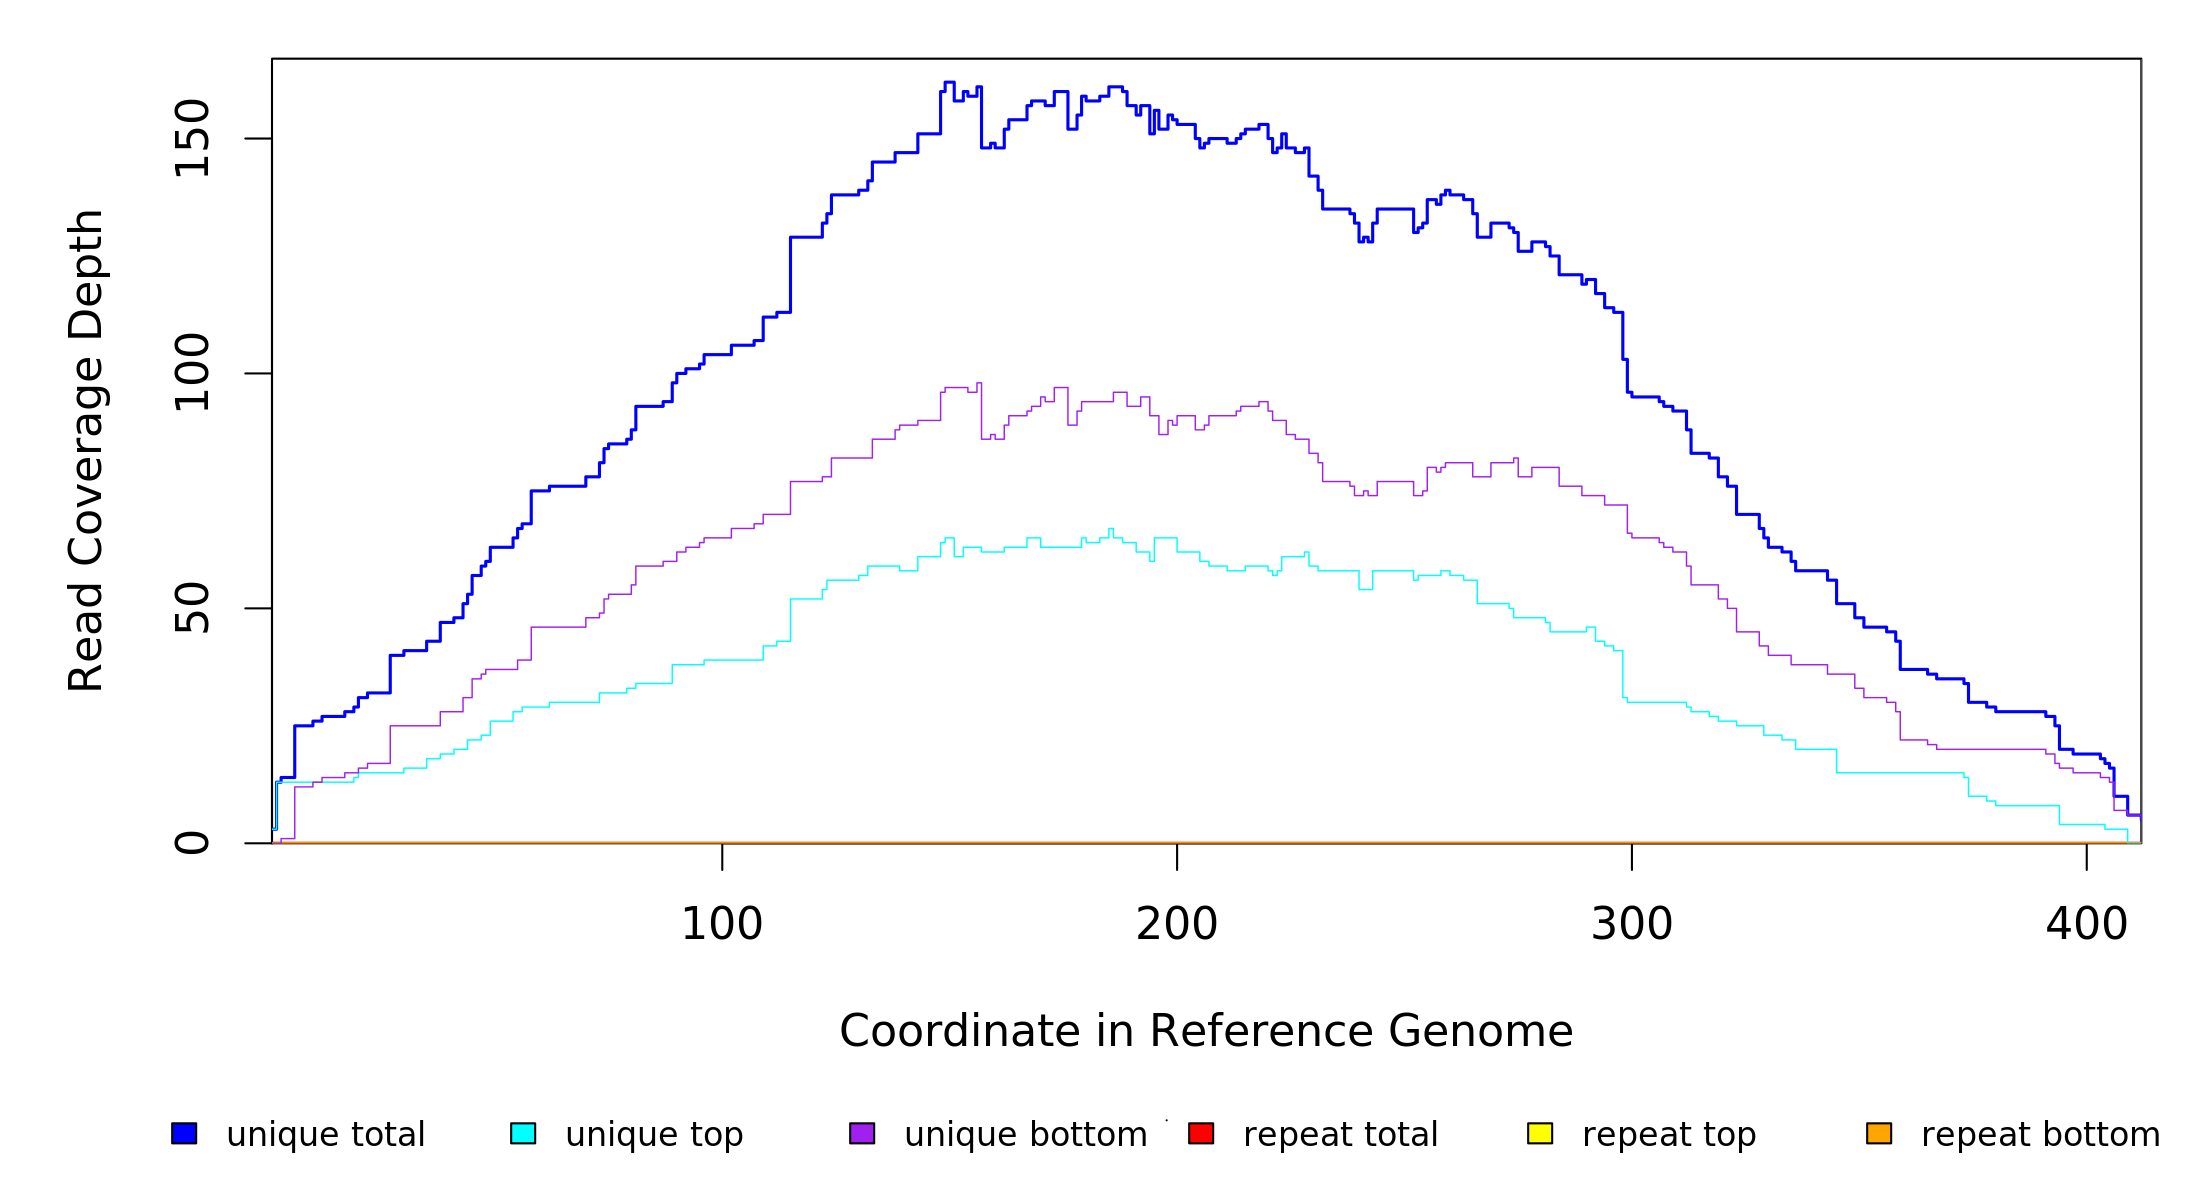 Read Coverage Depth
150
100
50
0
100 200 300 400
Coordinate in Reference Genome
unique total unique top unique bottom repeat total repeat top repeat bottom